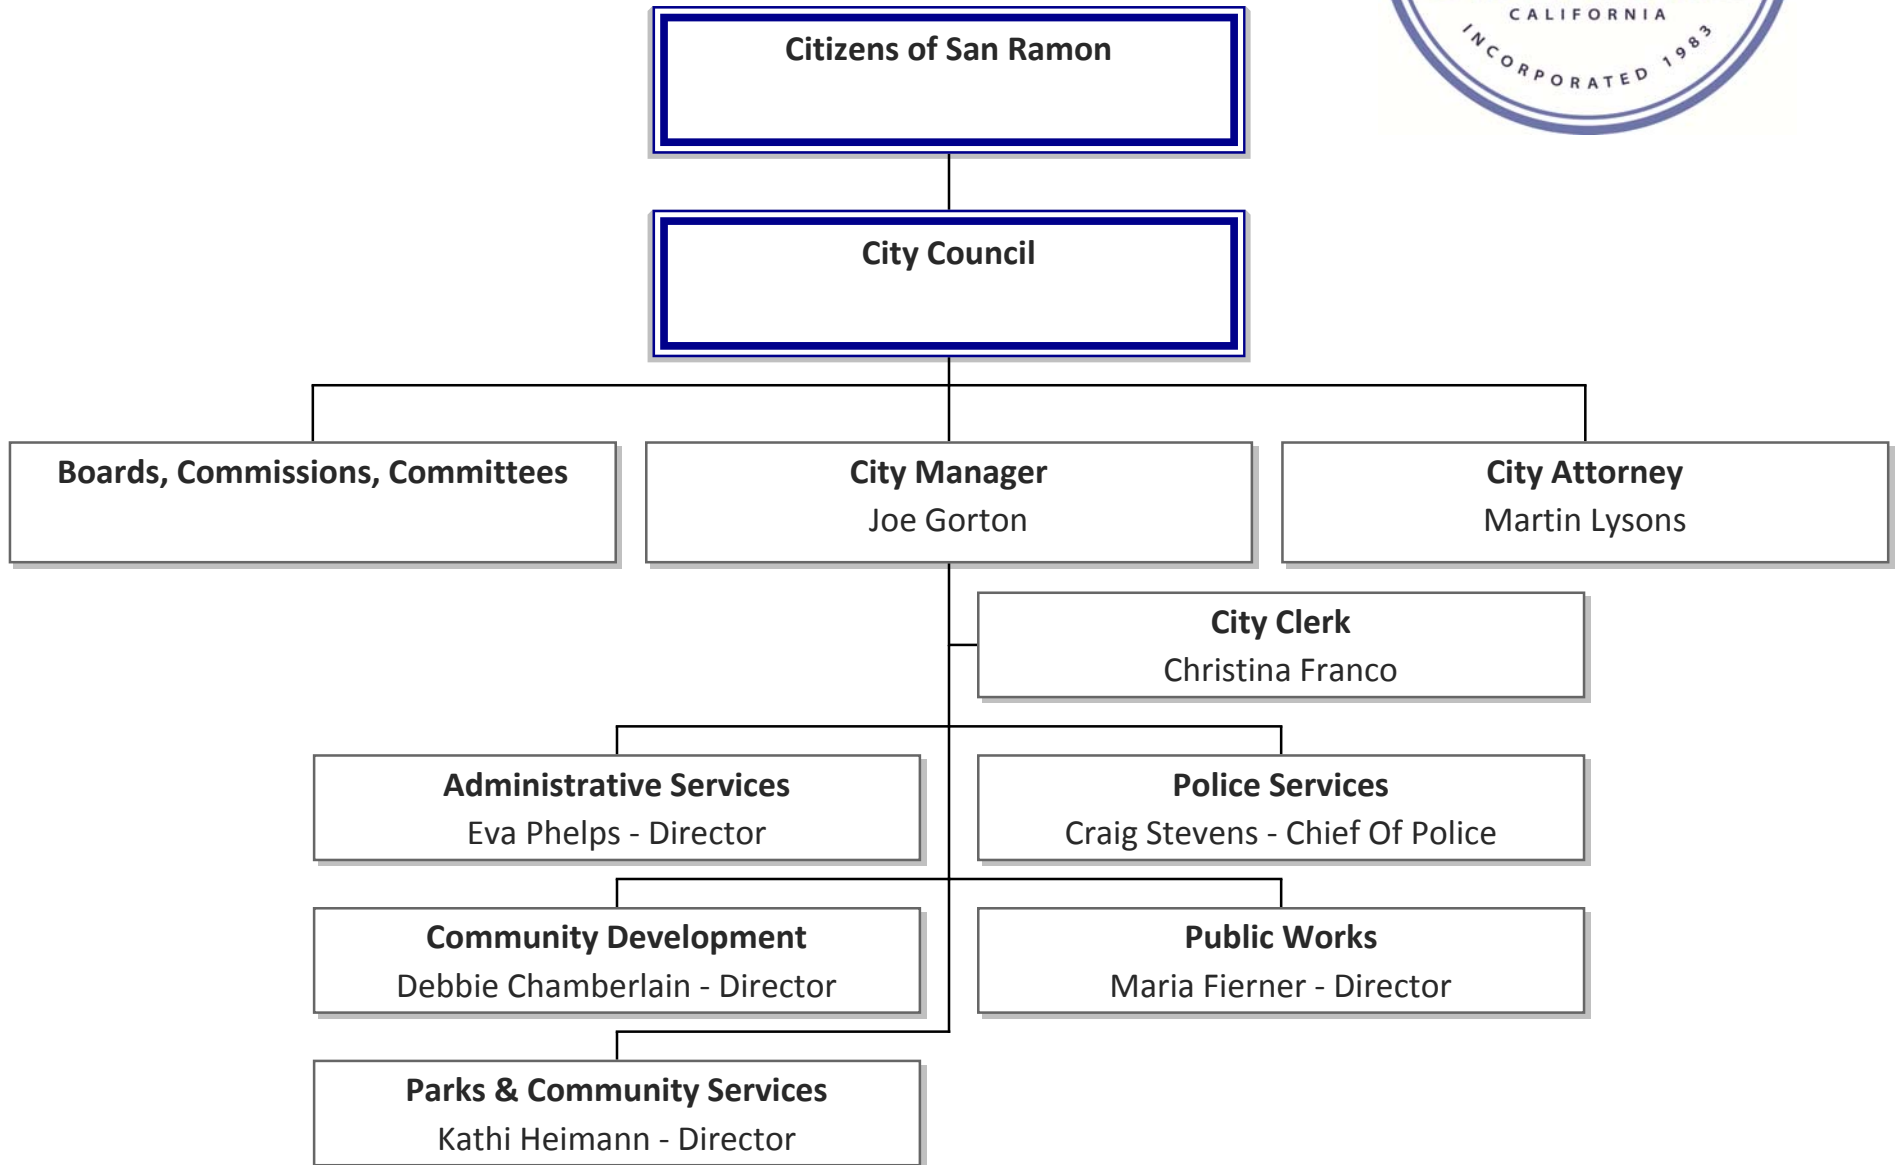 CALIFORNIA
INCORPORATED 1983
Citizens of San Ramon
City Council
Boards, Commissions, Committees
City Manager
Joe Gorton
City Attorney
Martin Lysons
City Clerk
Christina Franco
Administrative Services
Eva Phelps - Director
Police Services
Craig Stevens - Chief Of Police
Community Development
Debbie Chamberlain - Director
Public Works
Maria Fierner - Director
Parks & Community Services
Kathi Heimann - Director